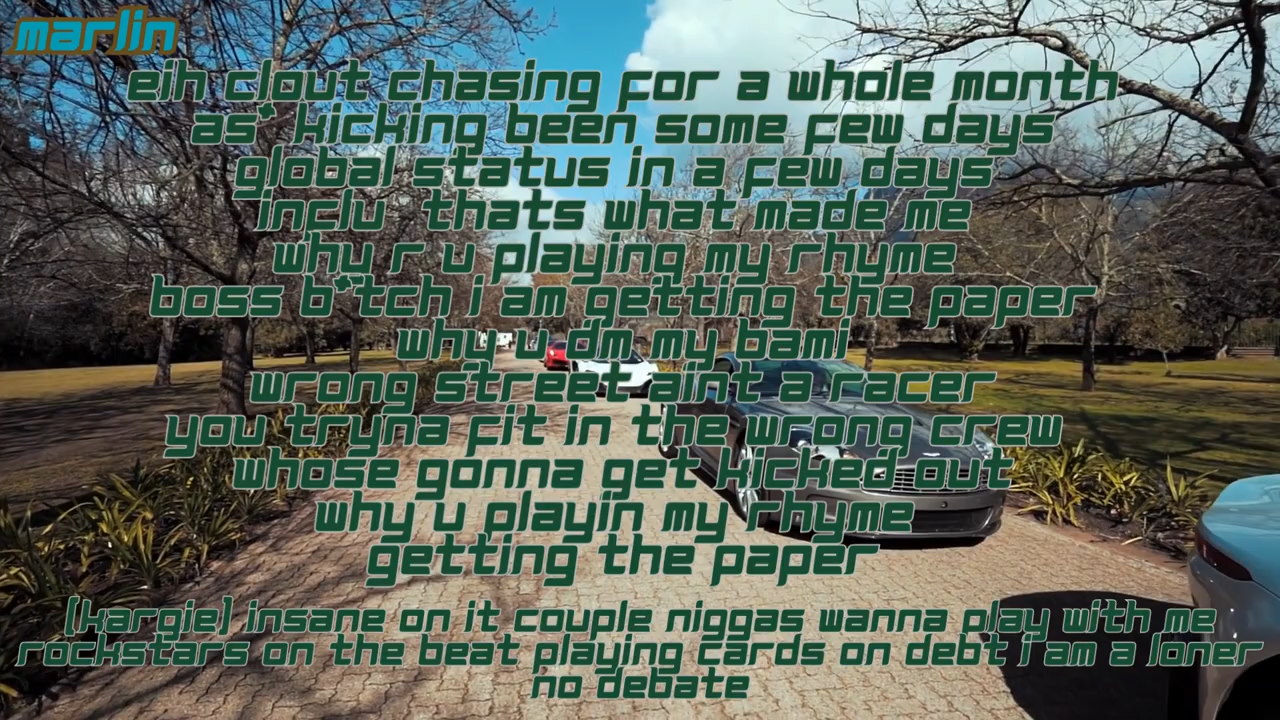 marlin
eih clout chasing for a whole month
as* kicking been some few days
global status in a few days
inclu  thats what made me
why r u playing my rhyme
boss b**tch i am getting the paper
why u dm my bami
wrong street aint a racer
you tryna fit in the wrong crew
whose gonna get kicked out
why u playin my rhyme
getting the paper
(kargie) insane on it couple niggas wanna play with me
rockstars on the beat playing cards on debt i am a loner
no debate